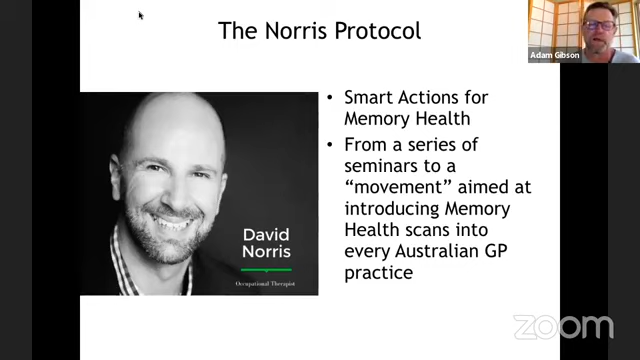 The Norris Protocol
Adam Gibson
• Smart Actions for
Memory Health
• From a series of
seminars to a
“movement” aimed at
introducing Memory
Health scans into
every Australian GP
practice
David
Norris
Occupational Therapist
zoom